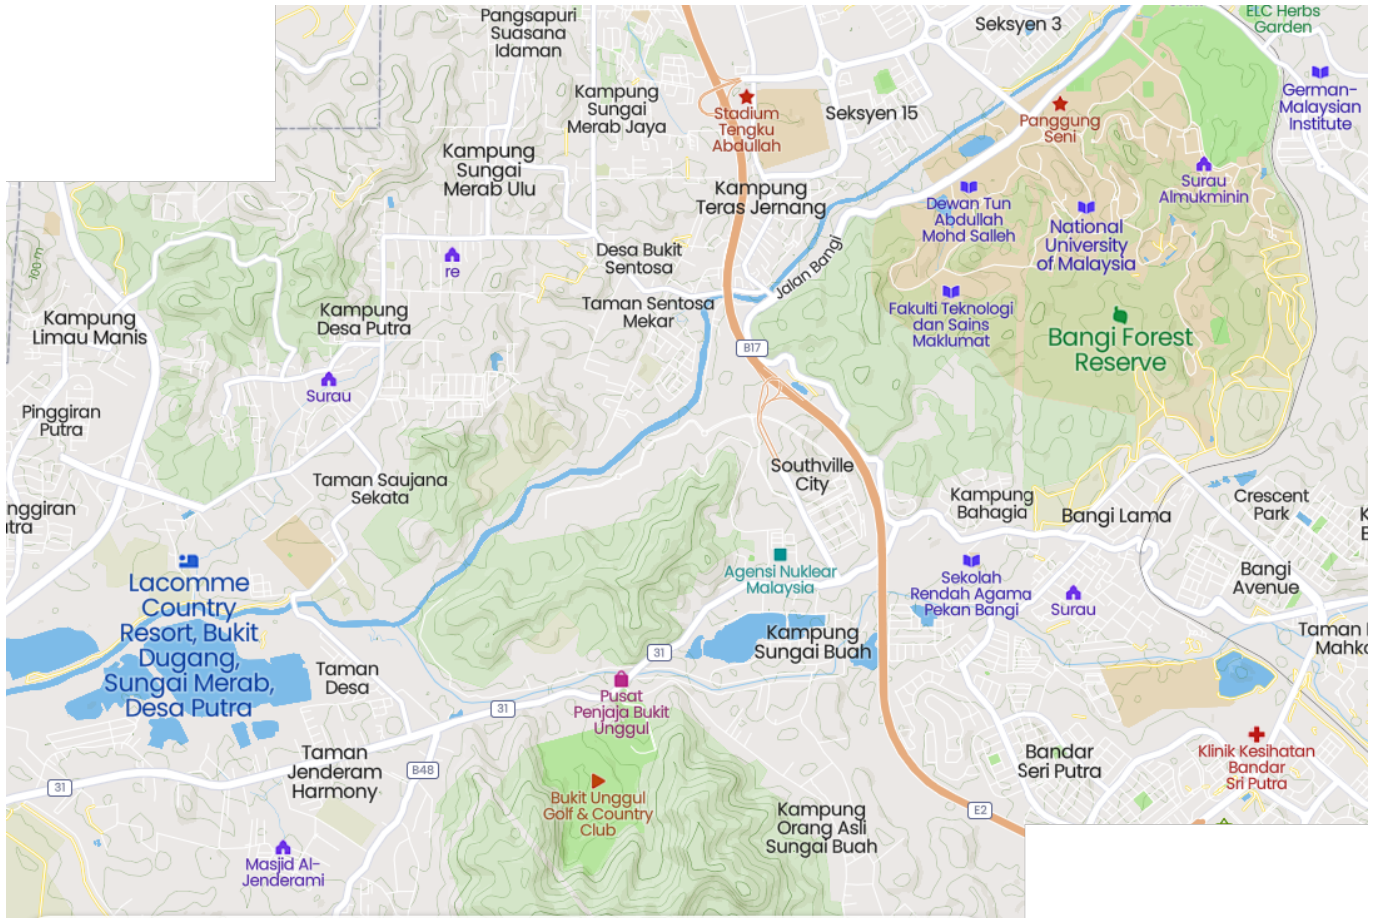 Pangsapuri
Suasana
Idaman
Seksyen 3
ELC Herbs
Garden
German-
Malaysian
Institute
Kampung
Sungai
Merab Jaya
Stadium
Tengku
Abdullah
Seksyen 15
Panggung
Seni
Kampung
Sungai
Merab Ulu
Surau
Almukminin
Kampung
Teras Jernang
Dewan Tun
Abdullah
Mohd Salleh
National
University
of Malaysia
100 m
re
Desa Bukit
Sentosa
Jalan Bangi
Taman Sentosa
Mekar
Kampung
Limau Manis
Kampung
Desa Putra
Fakulti Teknologi
dan Sains
Maklumat
Bangi Forest
Reserve
B17
Surau
Pinggiran
Putra
Taman Saujana
Sekata
Southville
City
Kampung
Bahagia
Bangi Lama
Crescent
Park
K
nggiran
Lacomme
Country
Resort, Bukit
Dugang,
Sungai Merab,
Desa Putra
Agensi Nuklear
Malaysia
Sekolah
Rendah Agama
Pekan Bangi
Surau
Bangi
Avenue
Kampung
Sungai Buah
Taman
Mahko
31
Taman
Desa
Pusat
Penjaja Bukit
Unggul
31
Taman
Jenderam
Harmony
B48
31
Bandar
Seri Putra
Klinik Kesihatan
Bandar
Sri Putra
Bukit Unggul
Golf & Country
Club
Kampung
Orang Asli
Sungai Buah
E2
Masjid Al-
Jenderami